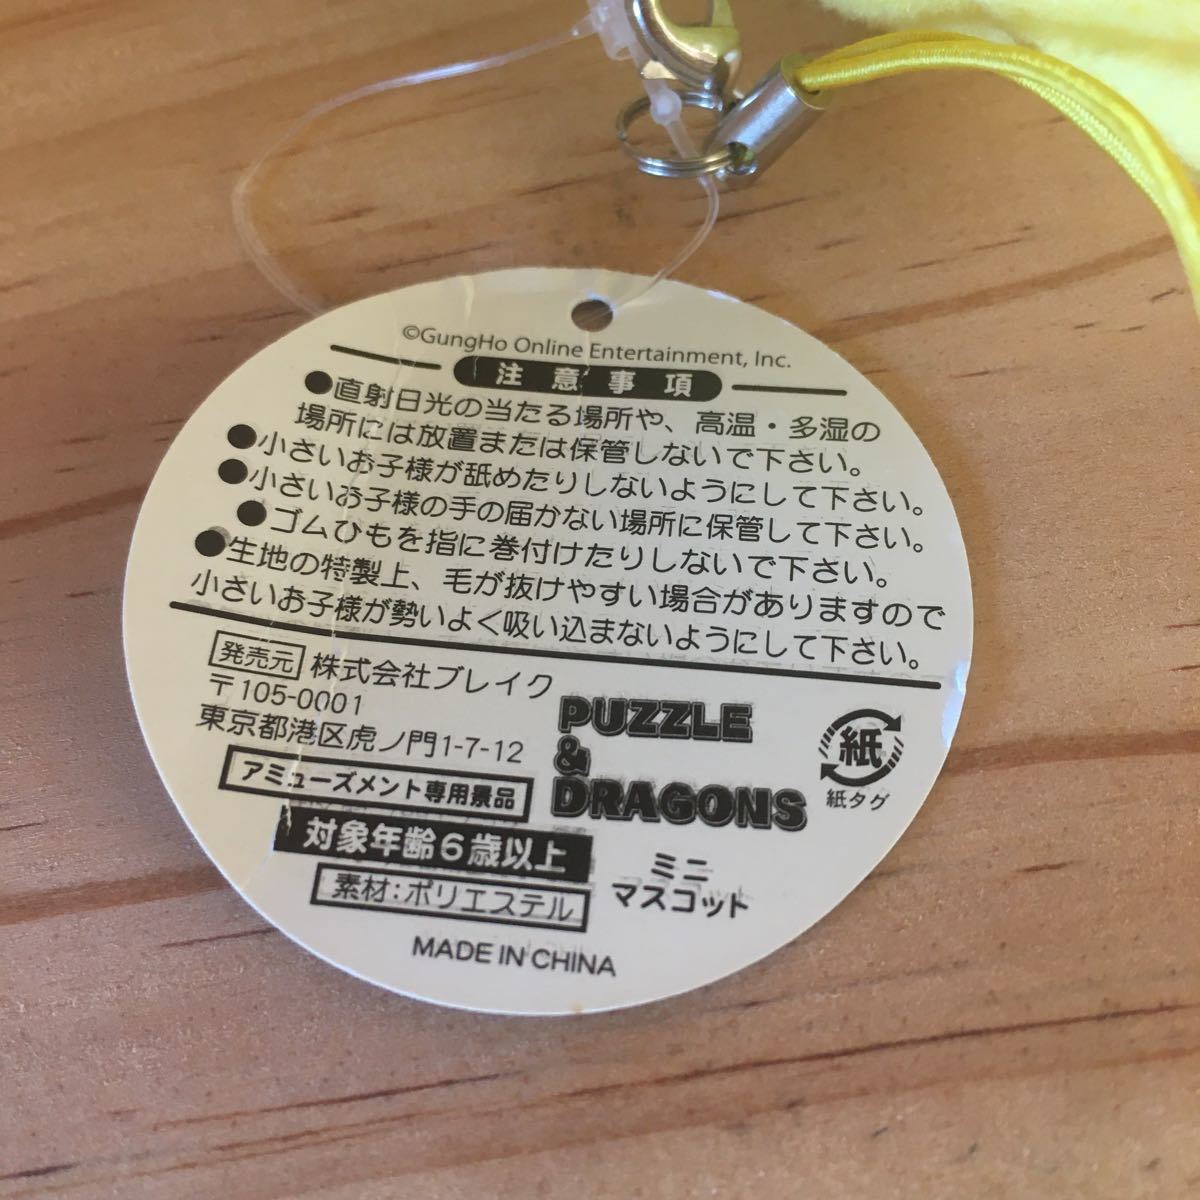 ©GungHo Online Entertainment, Inc.
注意事項
●直射日光の当たる場所や、高温・多湿の
場所には放置または保管しないで下さい。
●小さいお子様が舐めたりしないようにして下さい。
●小さいお子様の手の届かない場所に保管して下さい。
●ゴムひもを指に巻付けたりしないで下さい。
●生地の特製上、毛が抜けやすい場合がありますので
小さいお子様が勢いよく吸い込まないようにして下さい。
発売元 株式会社ブレイク
〒105-0001
東京都港区虎ノ門1-7-12
アミューズメント専用景品
対象年齢6歳以上
素材:ポリエステル
PUZZLE
&
DRAGONS
ミニ
マスコット
紙
紙タグ
MADE IN CHINA